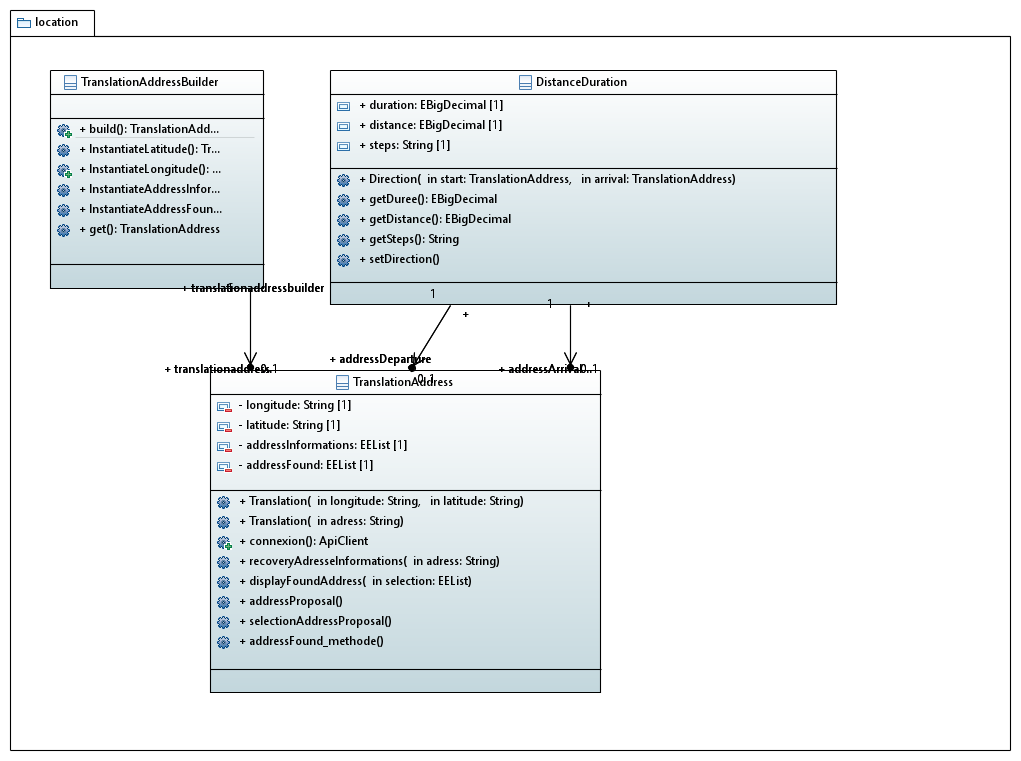 location
TranslationAddressBuilder
+ build(): TranslationAdd...
+ InstantiateLatitude(): Tr...
+ InstantiateLongitude(): ...
+ InstantiateAddressInfor...
+ InstantiateAddressFoun...
+ get(): TranslationAddress
DistanceDuration
+ duration: EBigDecimal [1]
+ distance: EBigDecimal [1]
+ steps: String [1]
+ Direction( in start: TranslationAddress, in arrival: TranslationAddress)
+ getDuree(): EBigDecimal
+ getDistance(): EBigDecimal
+ getSteps(): String
+ setDirection()
+ translationaddressbuilder
1
1
+
+
+ addressDeparture
+ translationaddress
0..1
+ addressArrival
0..1
0..1
TranslationAddress
- longitude: String [1]
- latitude: String [1]
- addressInformations: EEList [1]
- addressFound: EEList [1]
+ Translation( in longitude: String, in latitude: String)
+ Translation( in adress: String)
+ connexion(): ApiClient
+ recoveryAdresseInformations( in adress: String)
+ displayFoundAddress( in selection: EEList)
+ addressProposal()
+ selectionAddressProposal()
+ addressFound_methode()